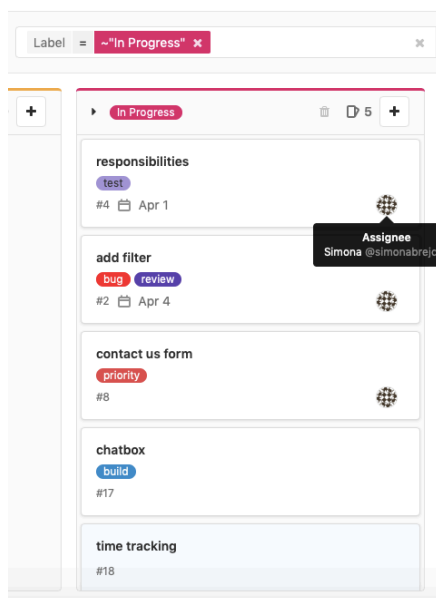 Label = ~"In Progress" ×
In Progress 5 +
responsibilities
test
#4 Apr 1
Assignee
Simona
add filter
bug review
#2 Apr 4
contact us form
priority
#8
chatbox
build
#17
time tracking
#18